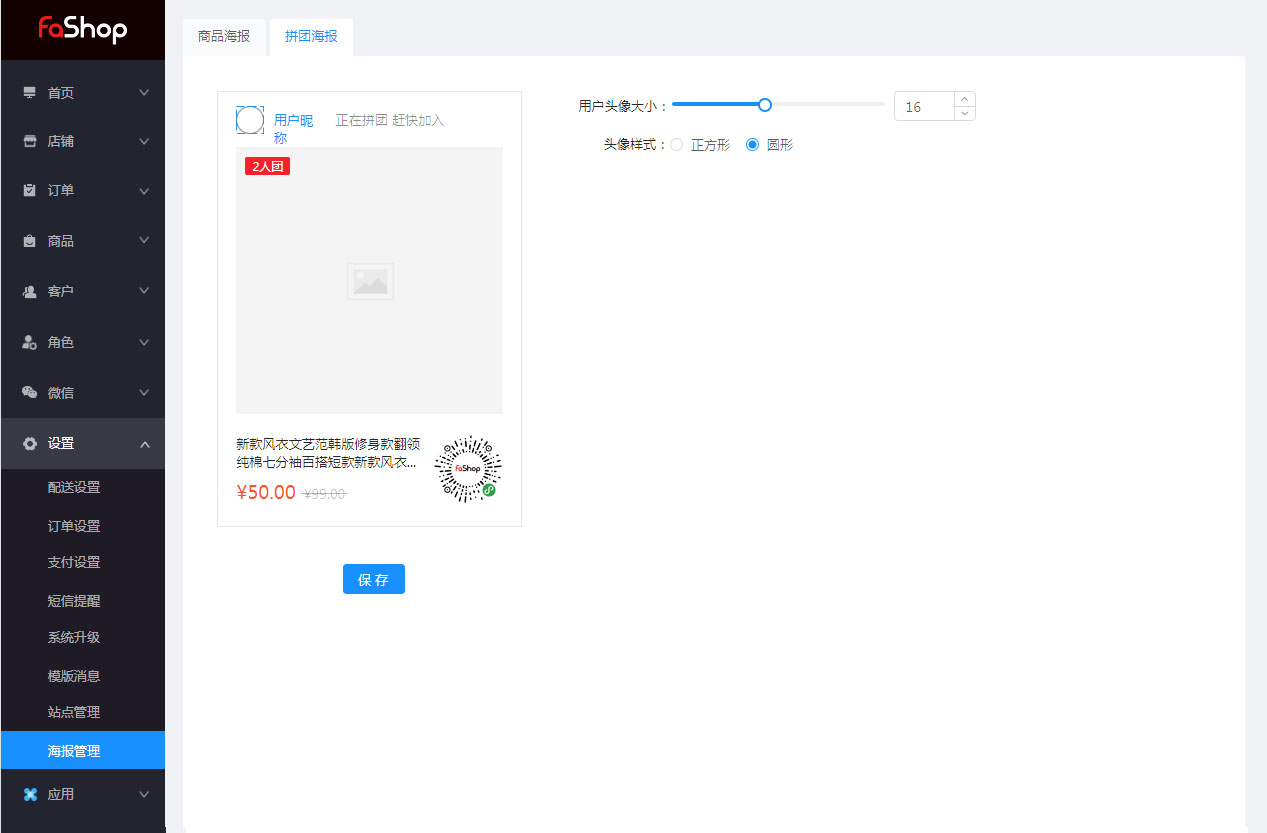 faShop
首页
店铺
订单
商品
客户
角色
微信
设置
配送设置
订单设置
支付设置
短信提醒
系统升级
模版消息
站点管理
海报管理
应用
商品海报
拼团海报
用户昵
称
正在拼团 赶快加入
2人团
新款风衣文艺范韩版修身款翻领
纯棉七分袖百搭短款新款风衣...
¥50.00 ¥99.00
faShop
保 存
用户头像大小：
16
头像样式： 正方形 圆形